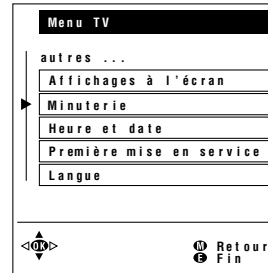 Menu TV
autres ...
Affichages à l'écran
Minuterie
Heure et date
Première mise en service
Langue
OK
M Retour
E Fin